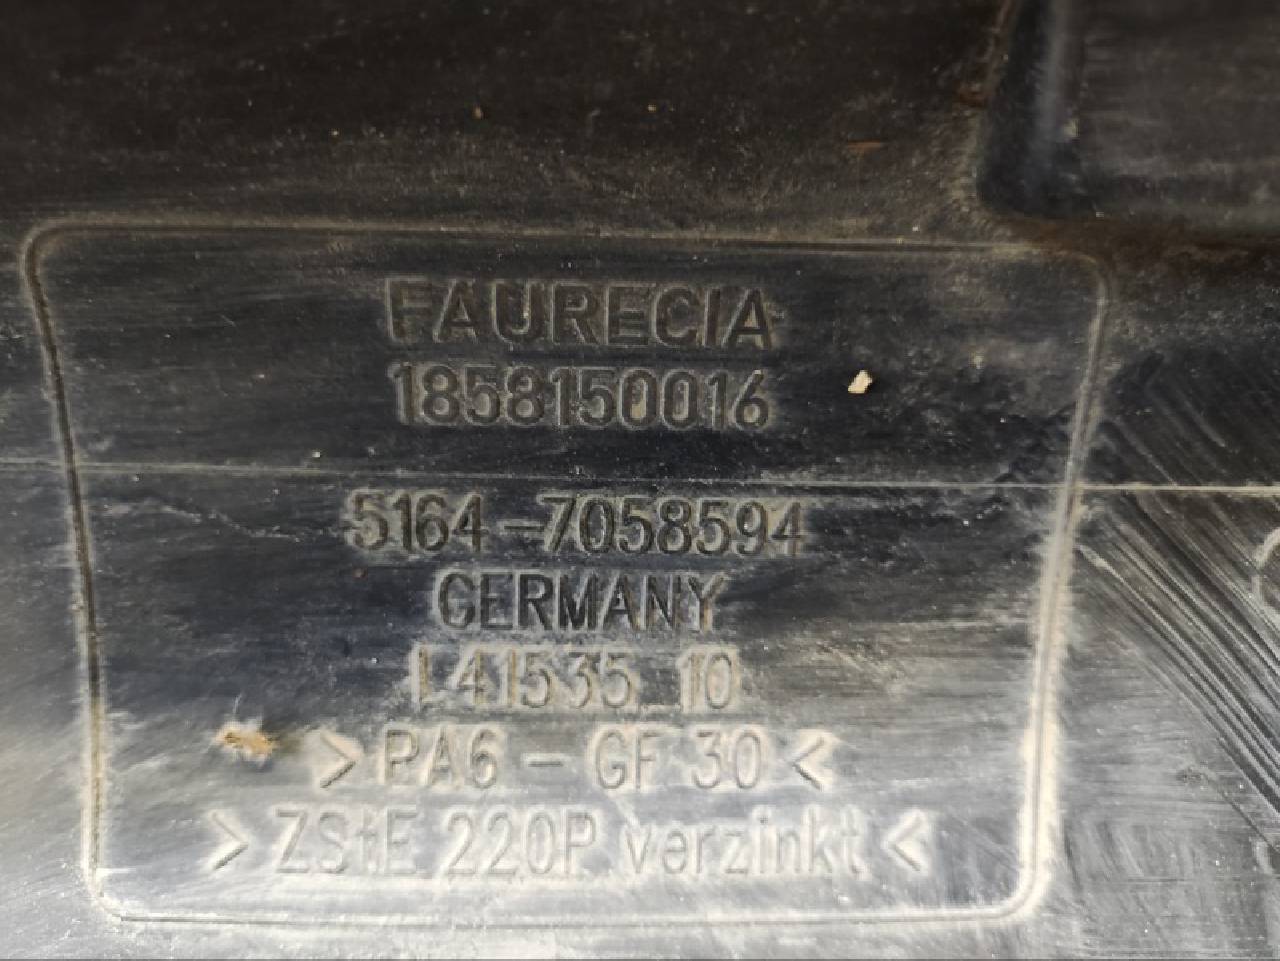 FAURECIA
1858150016
5164-7058594
GERMANY
L41535_10
>PA6-GF 30<
>ZStE 220P verzinkt<